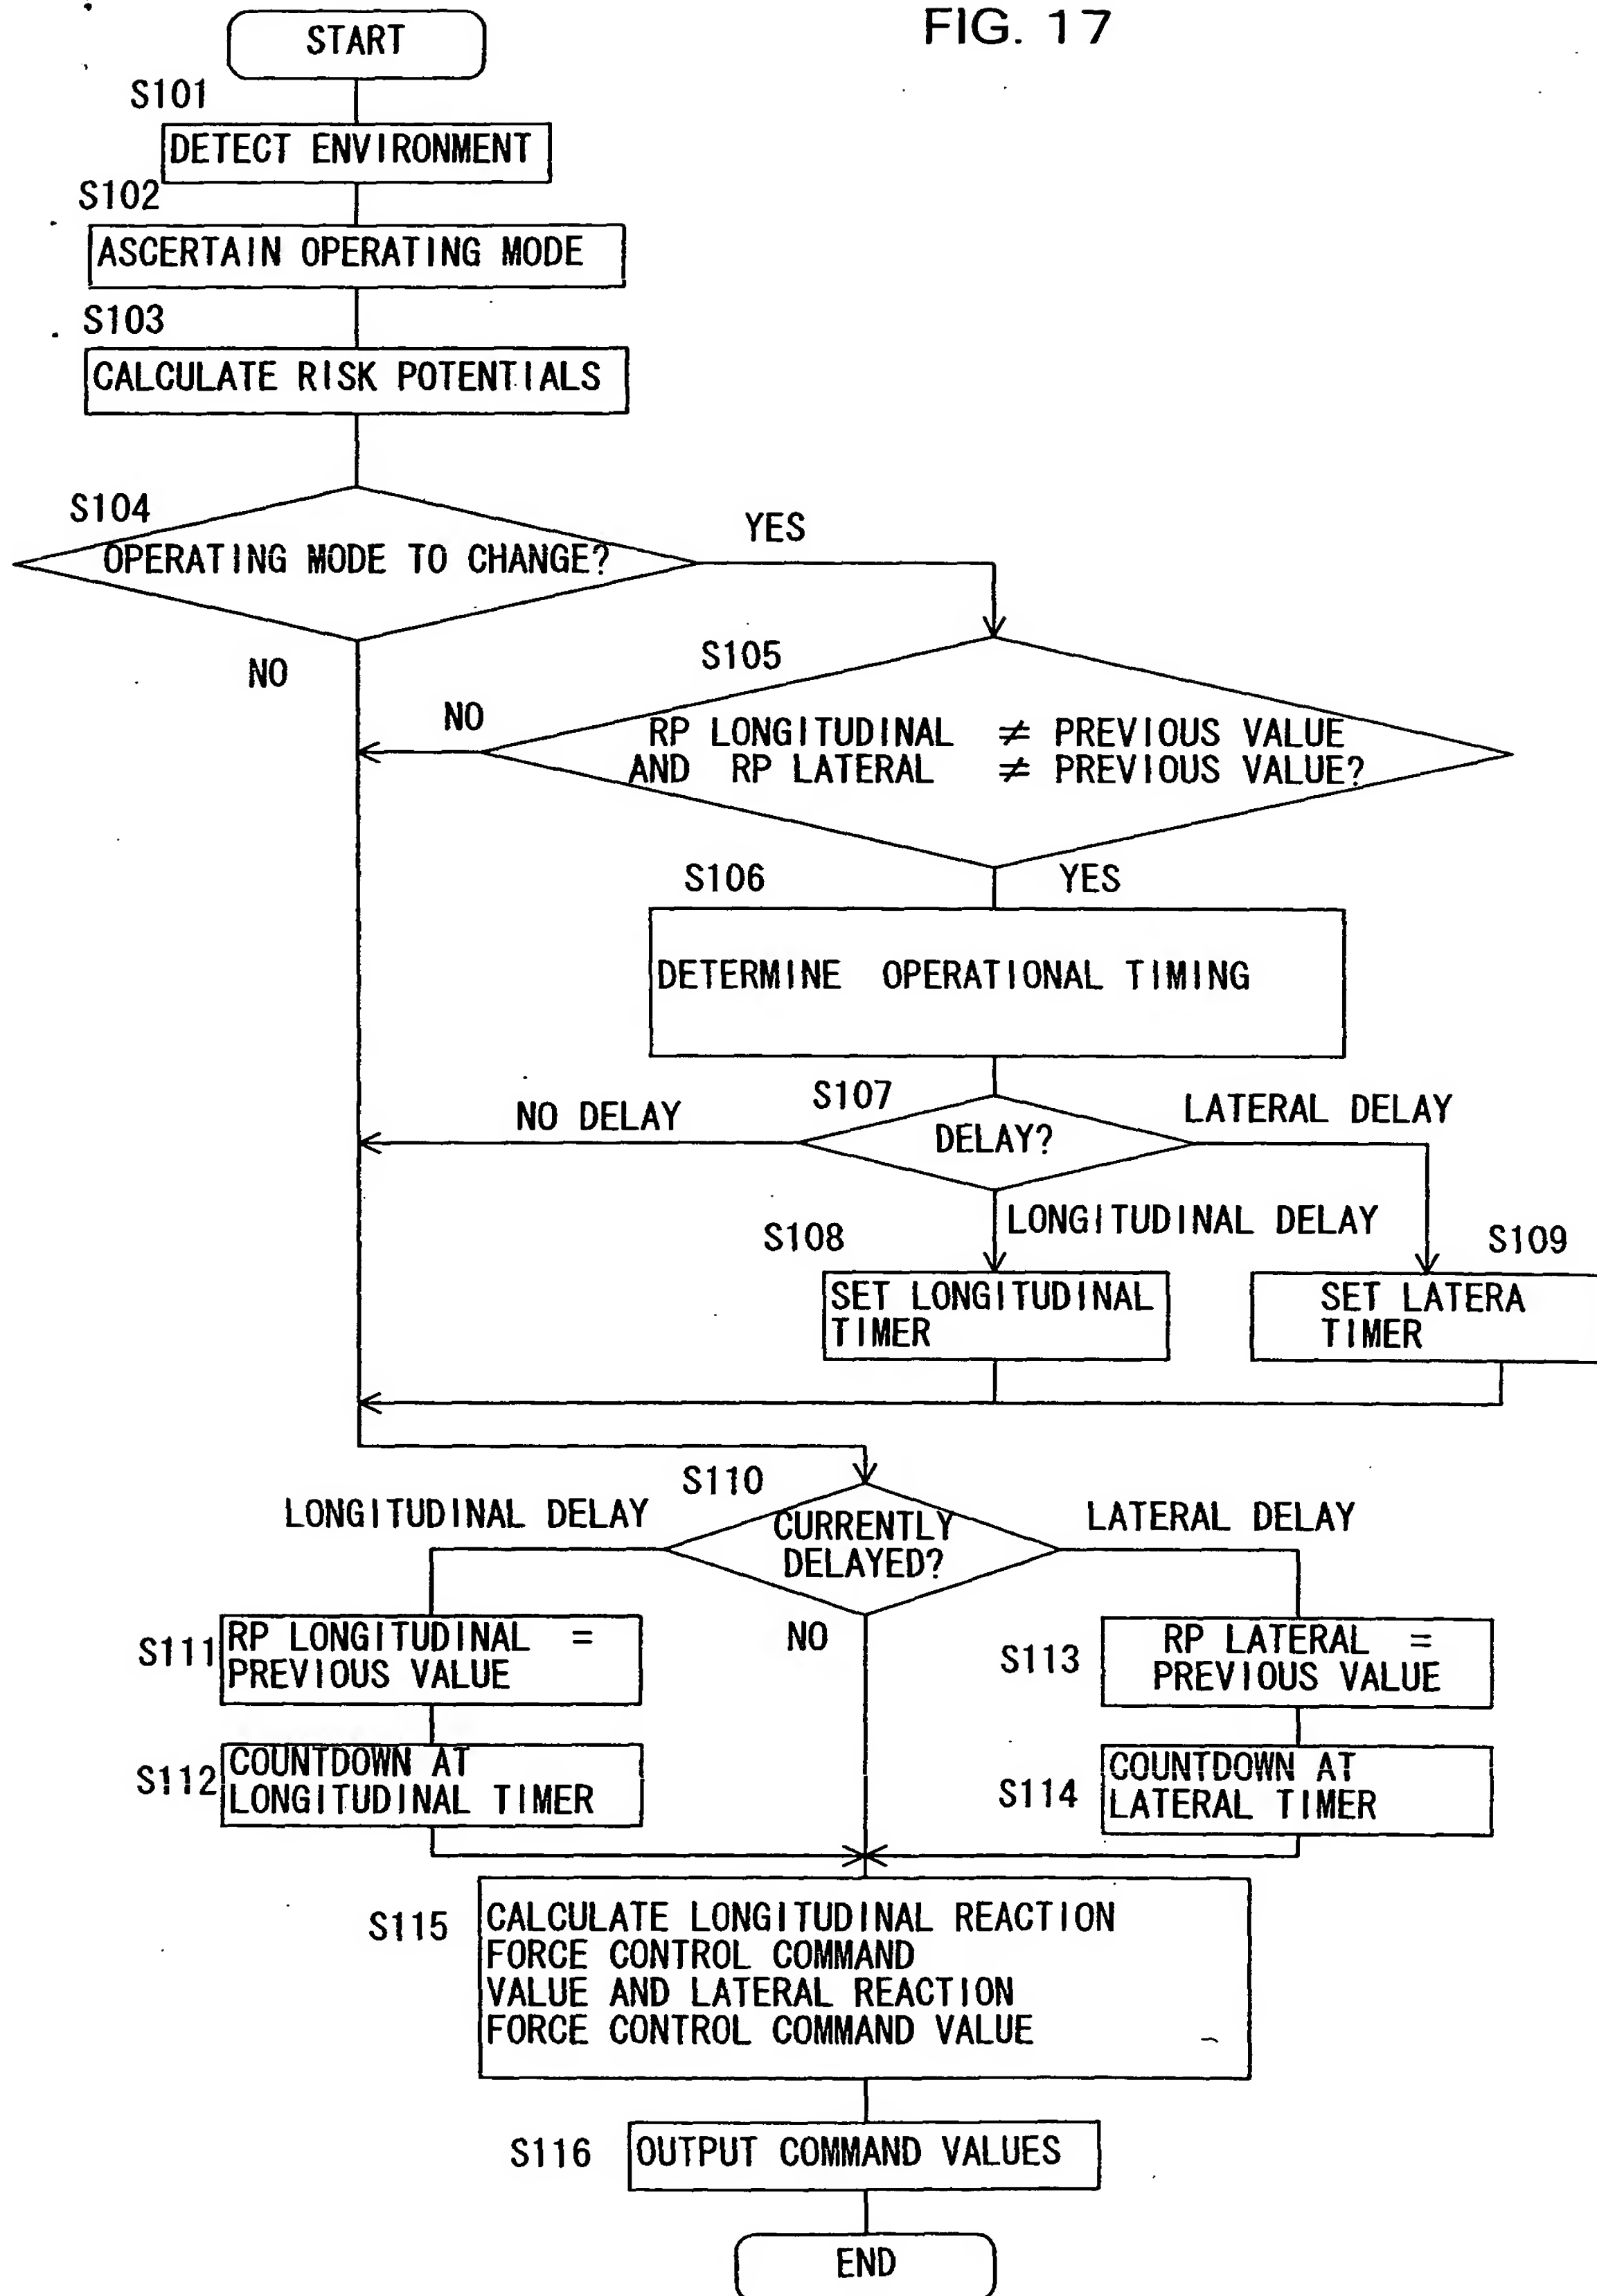 FIG. 17
START
S101
DETECT ENVIRONMENT
S102
ASCERTAIN OPERATING MODE
S103
CALCULATE RISK POTENTIALS
S104
OPERATING MODE TO CHANGE?
YES
NO
S105
NO
RP LONGITUDINAL ≠ PREVIOUS VALUE
AND RP LATERAL ≠ PREVIOUS VALUE?
S106
YES
DETERMINE OPERATIONAL TIMING
S107
NO DELAY
DELAY?
LATERAL DELAY
LONGITUDINAL DELAY
S108
S109
SET LONGITUDINAL
TIMER
SET LATERA
TIMER
S110
LONGITUDINAL DELAY
CURRENTLY
DELAYED?
LATERAL DELAY
NO
S111
RP LONGITUDINAL =
PREVIOUS VALUE
S113
RP LATERAL =
PREVIOUS VALUE
S112
COUNTDOWN AT
LONGITUDINAL TIMER
S114
COUNTDOWN AT
LATERAL TIMER
S115
CALCULATE LONGITUDINAL REACTION
FORCE CONTROL COMMAND
VALUE AND LATERAL REACTION
FORCE CONTROL COMMAND VALUE
S116
OUTPUT COMMAND VALUES
END